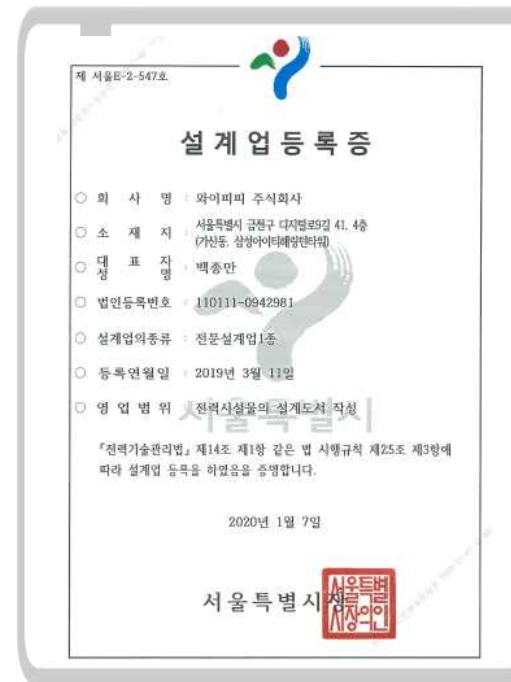 제 서울E-2-547호
설계업등록증
○ 회 사 명 : 와이피피 주식회사
○ 소 재 지 : 서울특별시 금천구 디지털로9길 41, 4층
(가산동, 삼성아이티해링턴타워)
○ 대 표 자
성 명 : 백종만
○ 법인등록번호 : 110111-0942981
○ 설계업의종류 : 전문설계업1종
○ 등록연월일 : 2019년 3월 11일
○ 영 업 범 위 : 전력시설물의 설계도서 작성
서울특별시
『전력기술관리법』 제14조 제1항 같은 법 시행규칙 제25조 제3항에
따라 설계업 등록을 하였음을 증명합니다.
2020년 1월 7일
서울특별시장
서울특별
시장의인